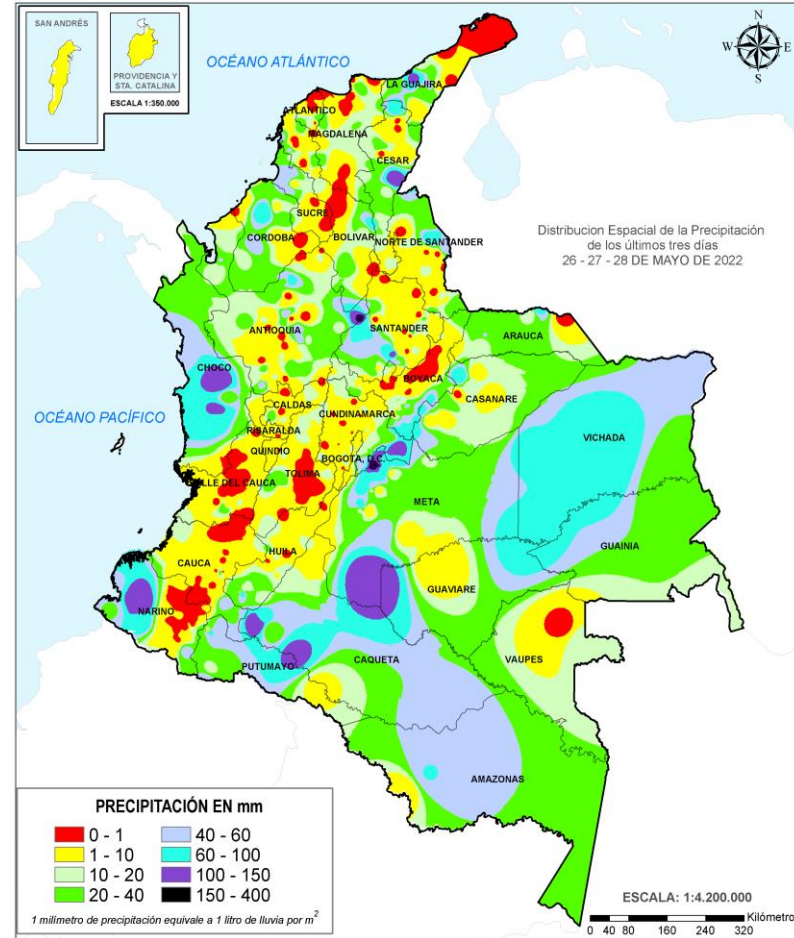 SAN ANDRÉS
PROVIDENCIA Y
STA. CATALINA
ESCALA 1:350.000
OCÉANO ATLÁNTICO
N
W
E
S
LA GUAJIRA
ATLANTICO
MAGDALENA
CESAR
SUCRE
CORDOBA
BOLIVAR
NORTE DE SANTANDER
Distribucion Espacial de la Precipitación
de los últimos tres días
26 - 27 - 28 DE MAYO DE 2022
ANTIOQUIA
SANTANDER
ARAUCA
CHOCO
BOYACA
CASANARE
OCÉANO PACÍFICO
CALDAS
CUNDINAMARCA
RISARALDA
VICHADA
QUINDIO
BOGOTA, D.C.
VALLE DEL CAUCA
TOLIMA
META
GUAINIA
HUILA
CAUCA
GUAVIARE
NARIÑO
VAUPES
CAQUETA
PUTUMAYO
AMAZONAS
PRECIPITACIÓN EN mm
0 - 1
40 - 60
1 - 10
60 - 100
10 - 20
100 - 150
20 - 40
150 - 400
1 milímetro de precipitación equivale a 1 litro de lluvia por m²
ESCALA: 1:4.200.000
Kilómetro
0 40 80 160 240 320